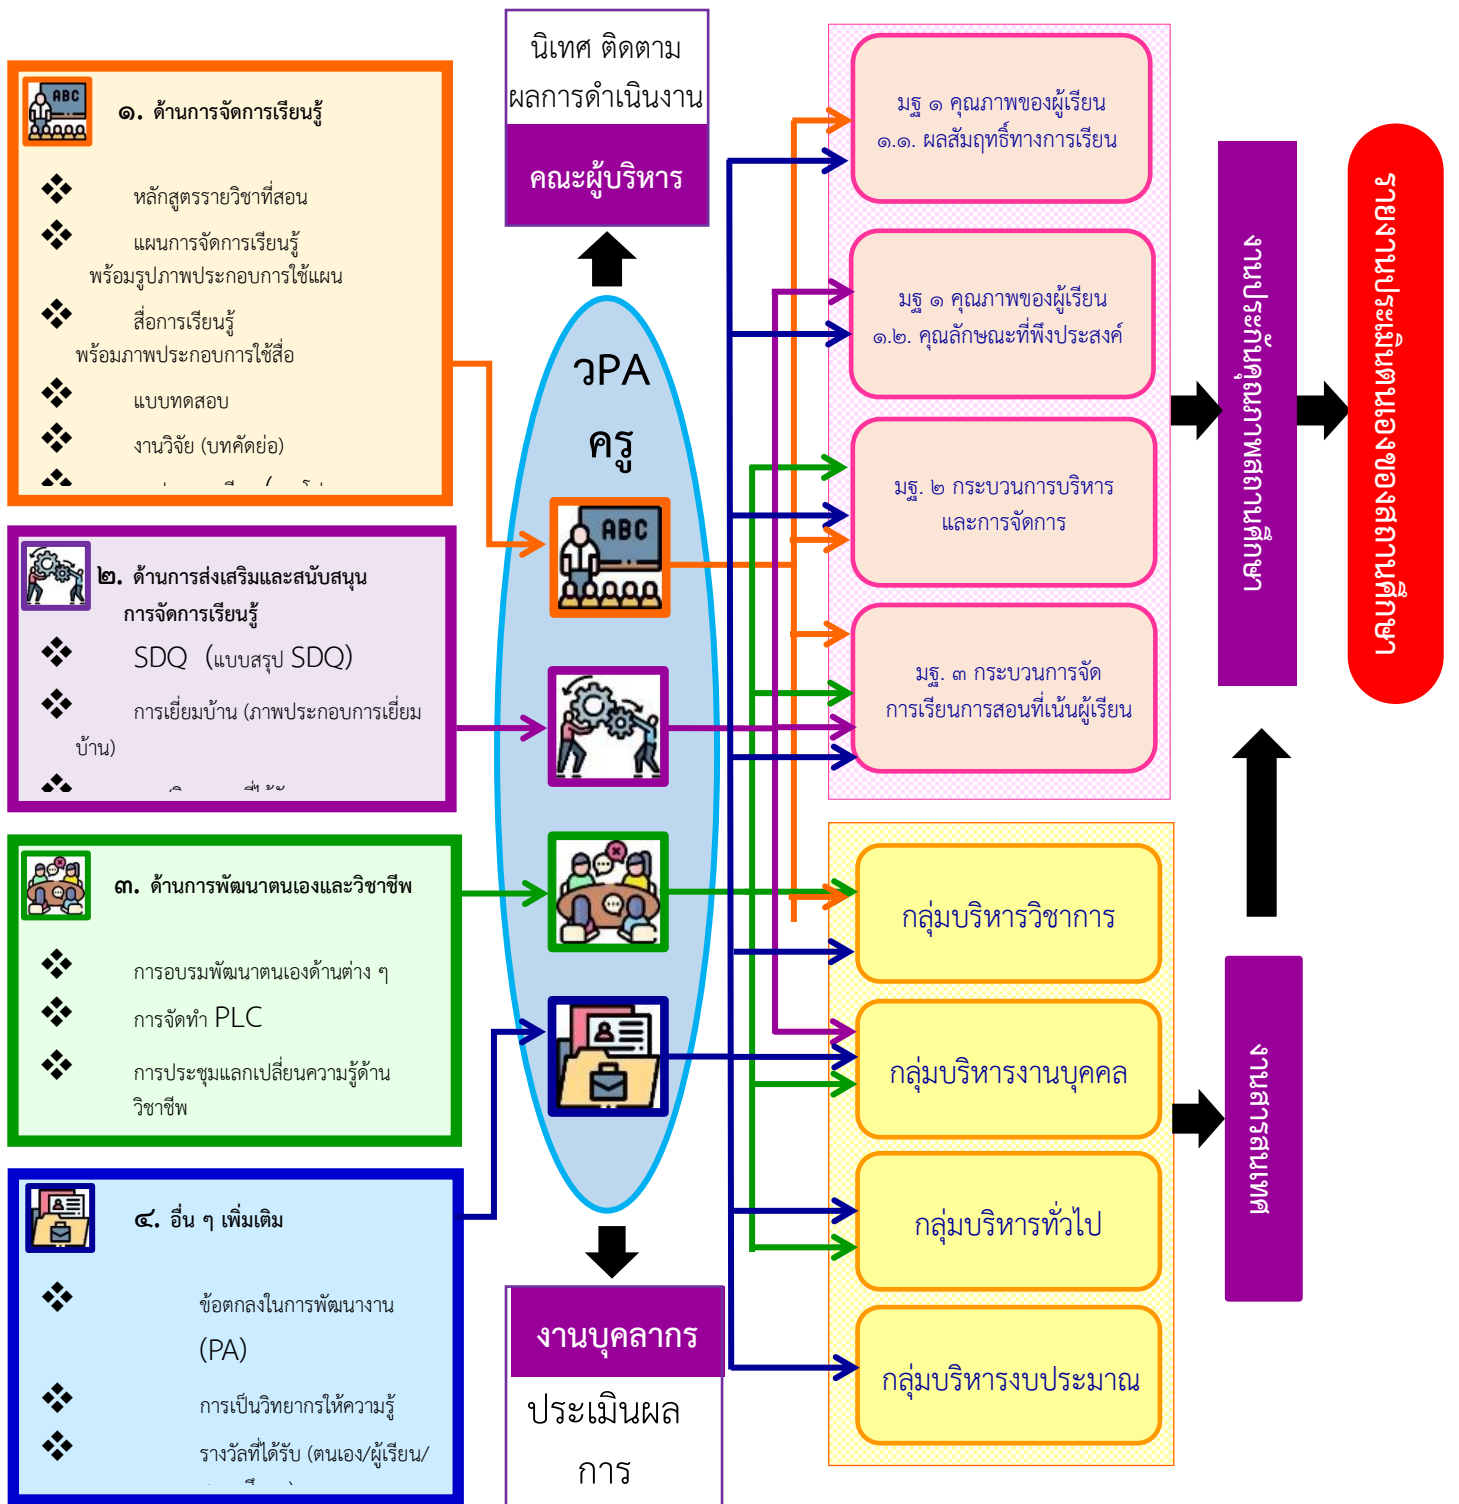 ๑. ด้านการจัดการเรียนรู้
หลักสูตรรายวิชาที่สอน
แผนการจัดการเรียนรู้
พร้อมรูปภาพประกอบการใช้แผน
สื่อการเรียนรู้
พร้อมภาพประกอบการใช้สื่อ
แบบทดสอบ
งานวิจัย (บทคัดย่อ)
๒. ด้านการส่งเสริมและสนับสนุน
การจัดการเรียนรู้
SDQ (แบบสรุป SDQ)
การเยี่ยมบ้าน (ภาพประกอบการเยี่ยม
บ้าน)
๓. ด้านการพัฒนาตนเองและวิชาชีพ
การอบรมพัฒนาตนเองด้านต่าง ๆ
การจัดทำ PLC
การประชุมแลกเปลี่ยนความรู้ด้าน
วิชาชีพ
๔. อื่น ๆ เพิ่มเติม
ข้อตกลงในการพัฒนางาน
(PA)
การเป็นวิทยากรให้ความรู้
รางวัลที่ได้รับ (ตนเอง/ผู้เรียน/
นิเทศ ติดตาม
ผลการดำเนินงาน
คณะผู้บริหาร
วPA
ครู
ABC
ABC
งานบุคลากร
ประเมินผล
การ
มฐ ๑ คุณภาพของผู้เรียน
๑.๑. ผลสัมฤทธิ์ทางการเรียน
มฐ ๑ คุณภาพของผู้เรียน
๑.๒. คุณลักษณะที่พึงประสงค์
มฐ. ๒ กระบวนการบริหาร
และการจัดการ
มฐ. ๓ กระบวนการจัด
การเรียนการสอนที่เน้นผู้เรียน
กลุ่มบริหารวิชาการ
กลุ่มบริหารงานบุคคล
กลุ่มบริหารทั่วไป
กลุ่มบริหารงบประมาณ
งานประกันคุณภาพสถานศึกษา
งานสารสนเทศ
รายงานประเมินตนเองของสถานศึกษา